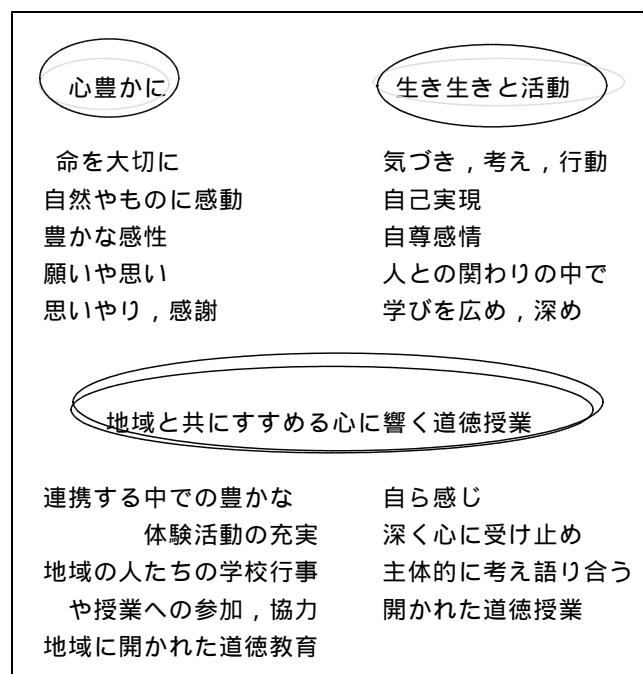 心豊かに
命を大切に
自然やものに感動
豊かな感性
願いや思い
思いやり，感謝
生き生きと活動
気づき，考え，行動
自己実現
自尊感情
人との関わりの中で
学びを広め，深め
地域と共にすすめる心に響く道徳授業
連携する中での豊かな
体験活動の充実
地域の人たちの学校行事
や授業への参加，協力
地域に開かれた道徳教育
自ら感じ
深く心に受け止め
主体的に考え語り合う
開かれた道徳授業